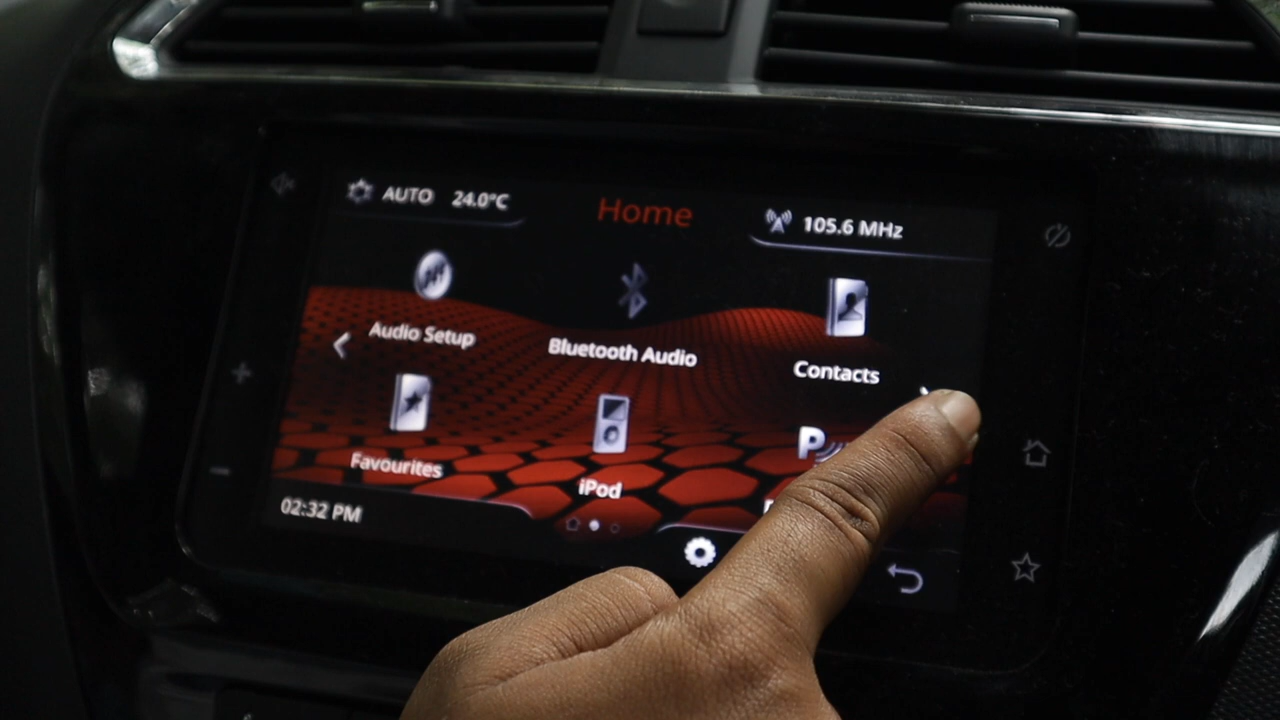 AUTO 24.0°C
Home
105.6 MHz
Audio Setup
Bluetooth Audio
Contacts
Favourites
iPod
P
02:32 PM